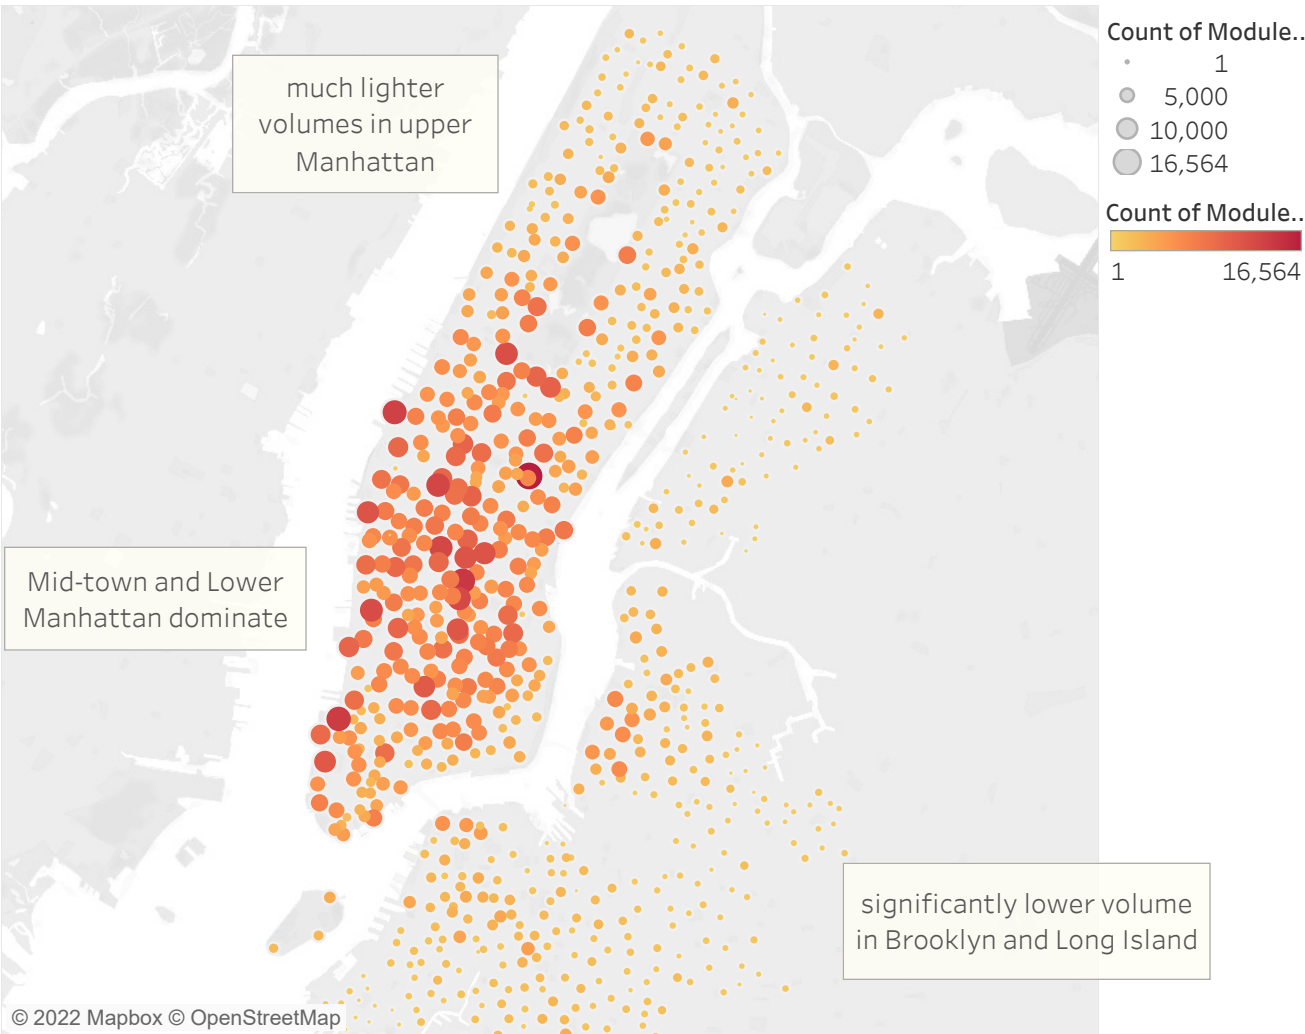 much lighter
volumes in upper
Manhattan
Count of Module..
1
5,000
10,000
16,564
Count of Module..
1 16,564
Mid-town and Lower
Manhattan dominate
significantly lower volume
in Brooklyn and Long Island
© 2022 Mapbox © OpenStreetMap